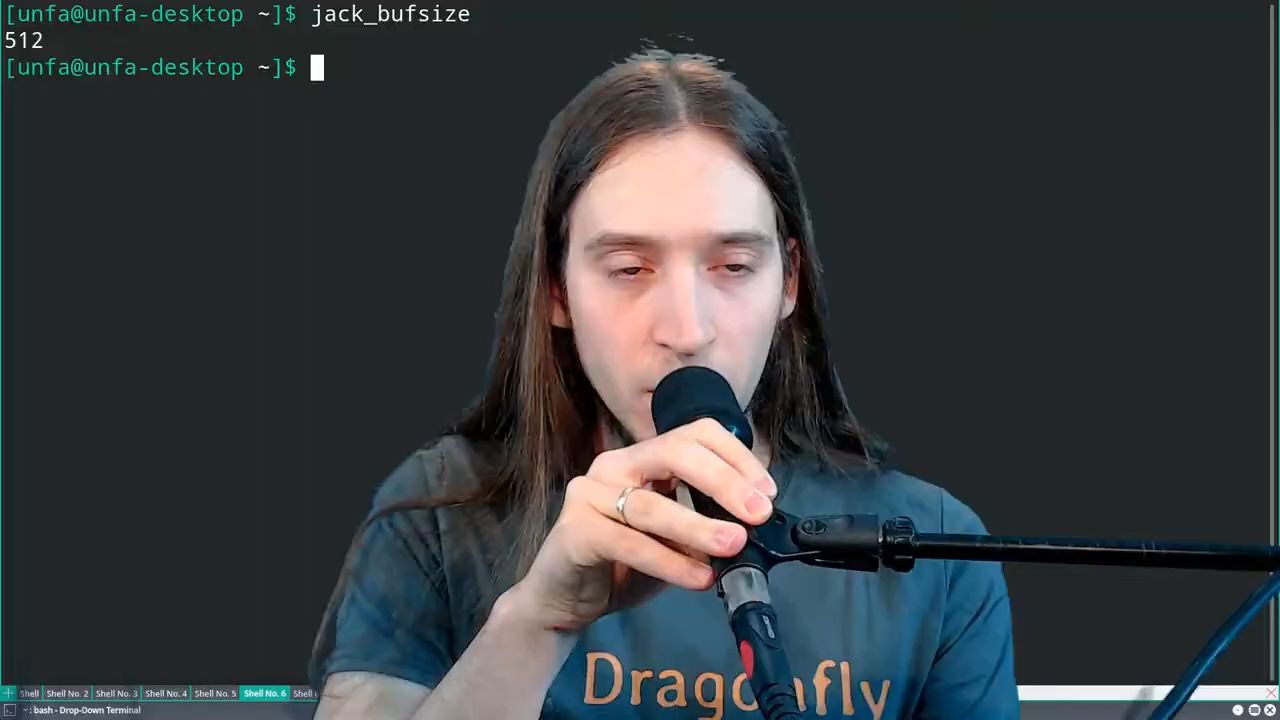 [unfa@unfa-desktop ~]$ jack_bufsize
512
[unfa@unfa-desktop ~]$
Dragonfly
Shell Shell No. 2 Shell No. 3 Shell No. 4 Shell No. 5 Shell No. 6 Shell
~ : bash - Drop-Down Terminal